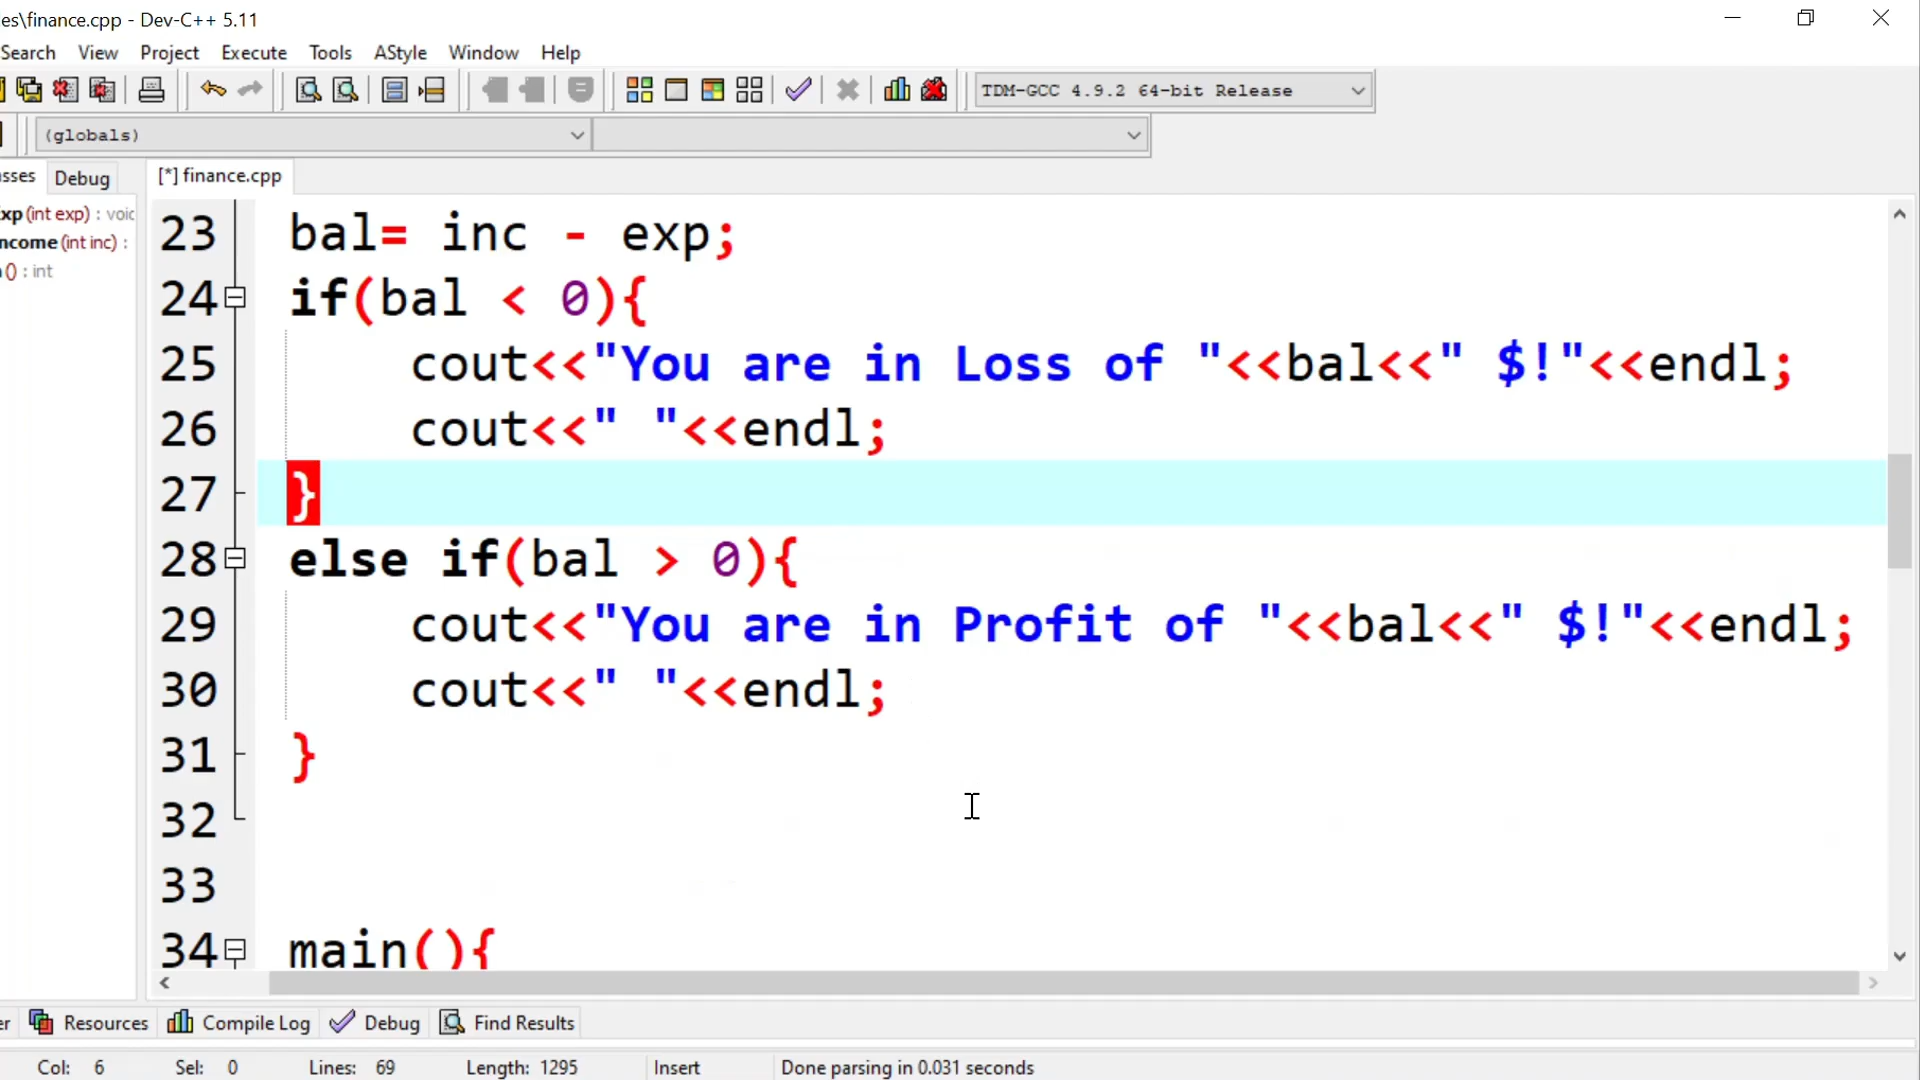 es\finance.cpp - Dev-C++ 5.11
Search View Project Execute Tools AStyle Window Help
TDM-GCC 4.9.2 64-bit Release
(globals)
sses Debug [*] finance.cpp
xp (int exp) : voic
ncome (int inc) :
() : int
23 bal= inc - exp;
24 if(bal < 0){
25 cout<<"You are in Loss of "<<bal<<" $!"<<endl;
26 cout<<" "<<endl;
27 }
28 else if(bal > 0){
29 cout<<"You are in Profit of "<<bal<<" $!"<<endl;
30 cout<<" "<<endl;
31 }
32
33
34 main(){
er Resources Compile Log Debug Find Results
Col: 6 Sel: 0 Lines: 69 Length: 1295 Insert Done parsing in 0.031 seconds